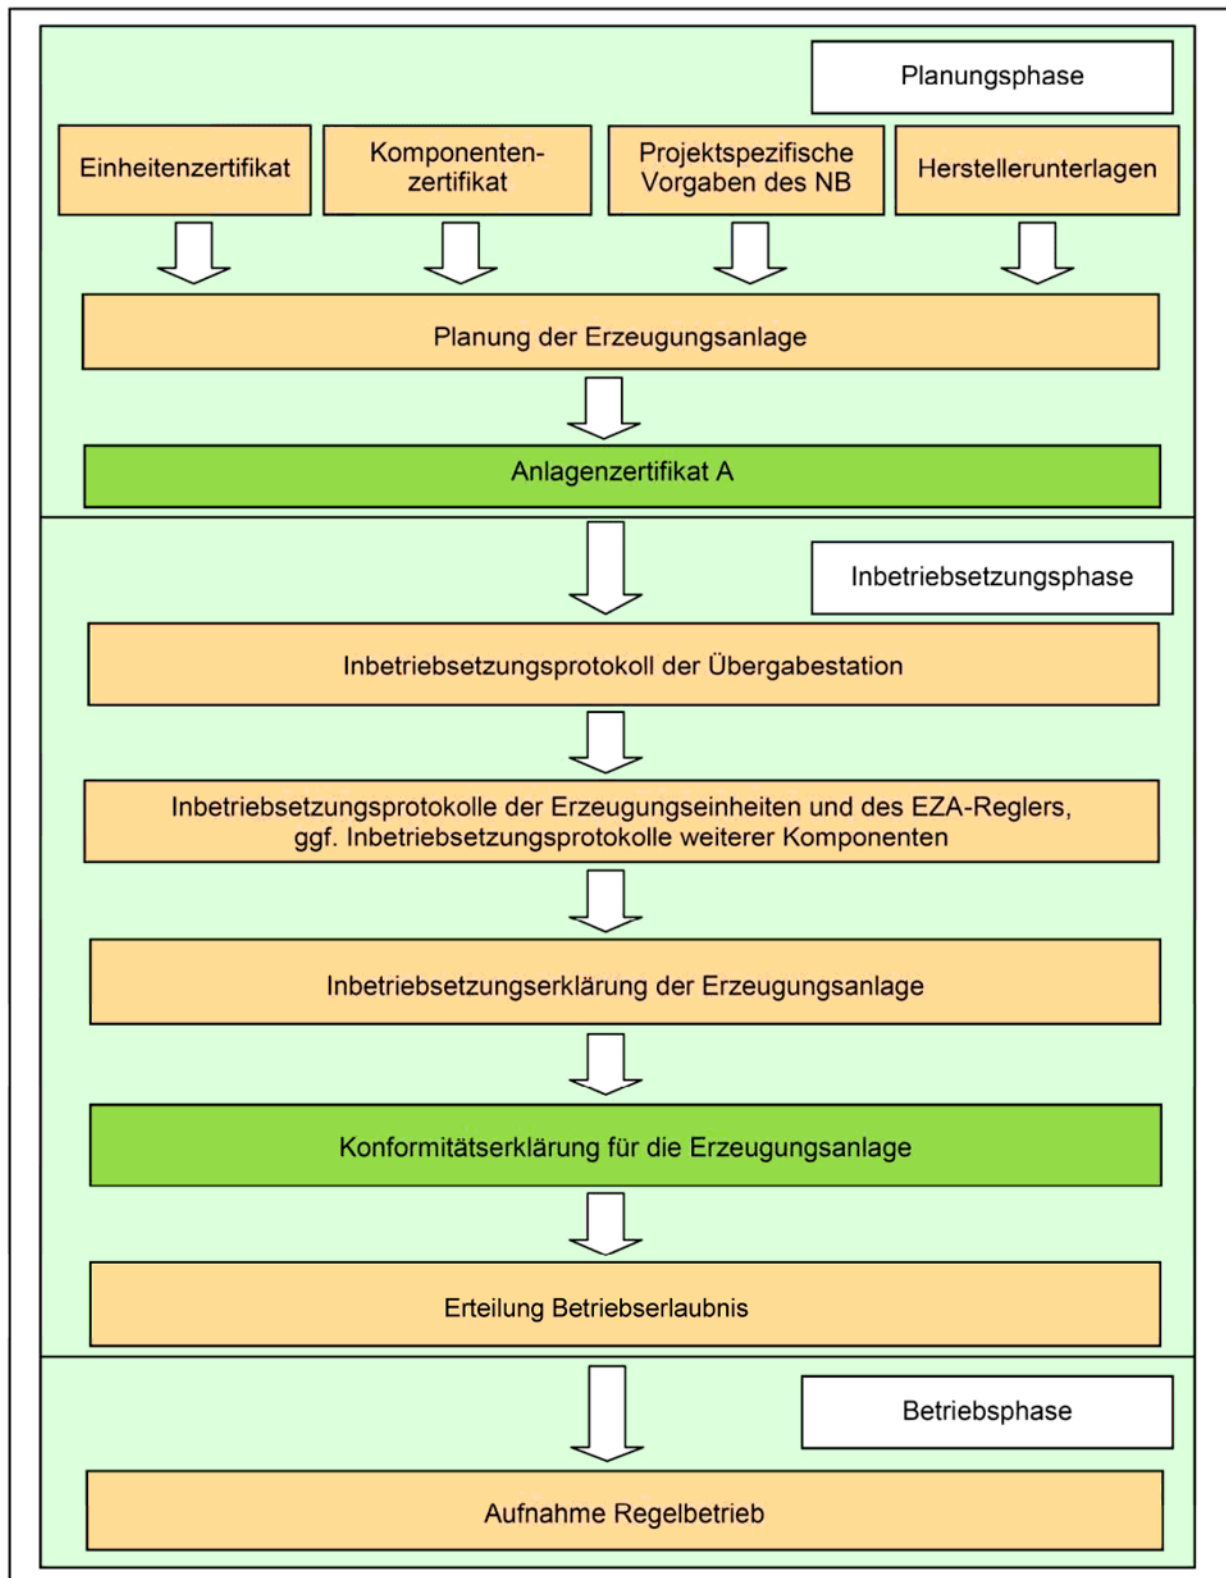 Planungsphase
Einheitenzertifikat
Komponenten-
zertifikat
Projektspezifische
Vorgaben des NB
Herstellerunterlagen
Planung der Erzeugungsanlage
Anlagenzertifikat A
Inbetriebsetzungsphase
Inbetriebsetzungsprotokoll der Übergabestation
Inbetriebsetzungsprotokolle der Erzeugungseinheiten und des EZA-Reglers,
ggf. Inbetriebsetzungsprotokolle weiterer Komponenten
Inbetriebsetzungserklärung der Erzeugungsanlage
Konformitätserklärung für die Erzeugungsanlage
Erteilung Betriebserlaubnis
Betriebsphase
Aufnahme Regelbetrieb